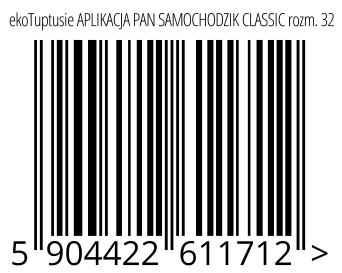 ekoTuptusie APLIKACJA PAN SAMOCHODZIK CLASSIC rozm. 32
5 904422 611712 >